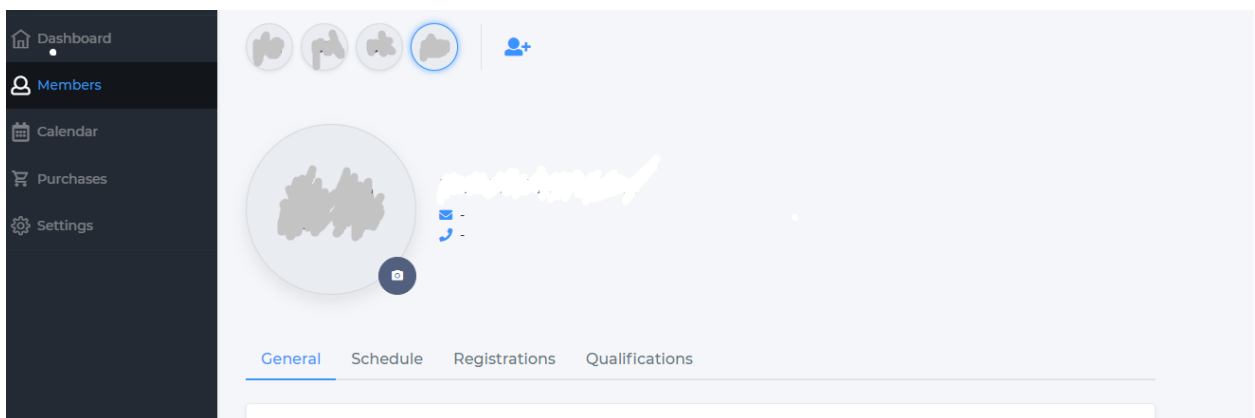 Dashboard
Members
Calendar
Purchases
Settings
-
-
General Schedule Registrations Qualifications